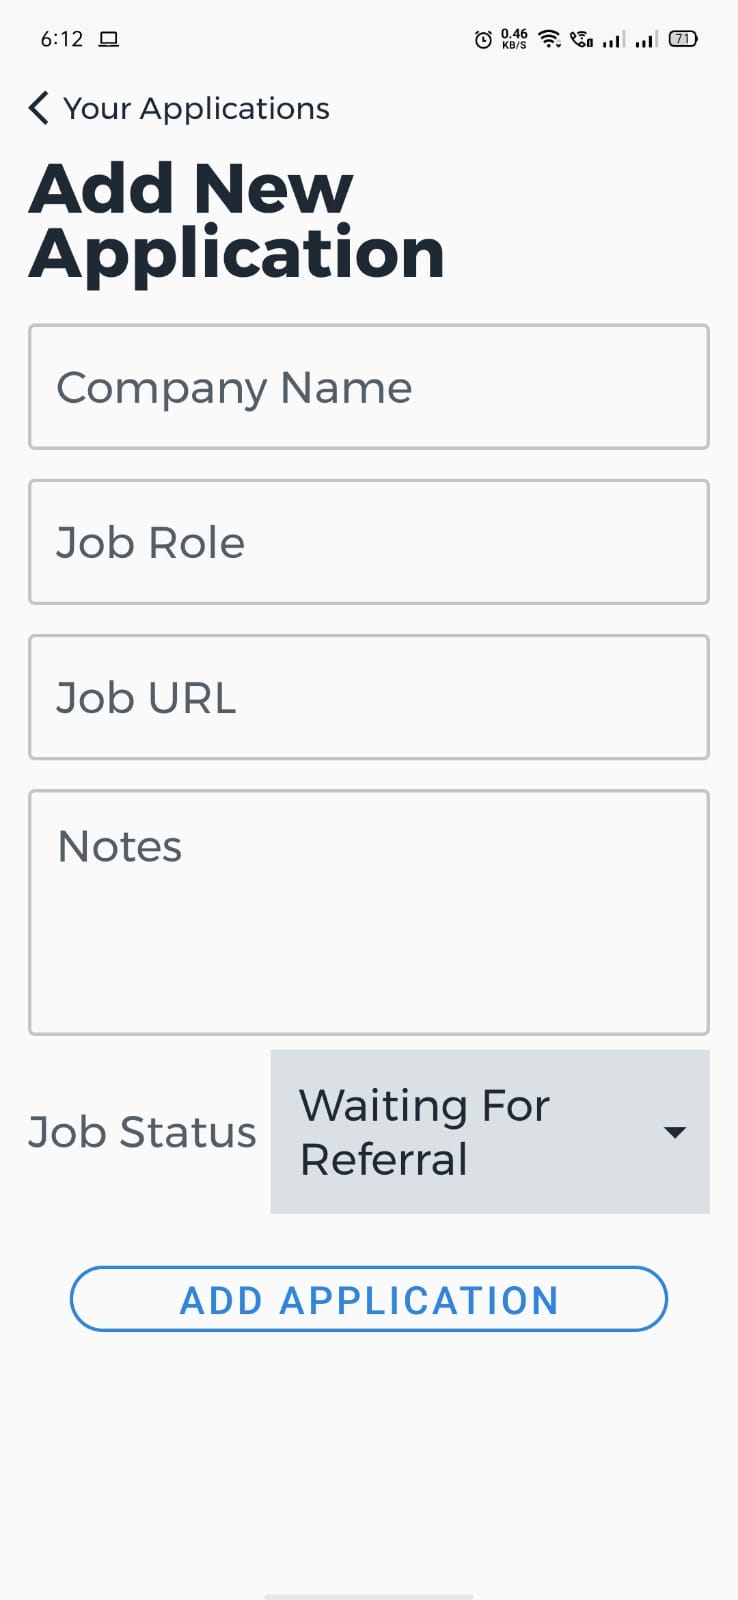 6:12 0.46 KB/S 71
Your Applications
Add New
Application
Company Name
Job Role
Job URL
Notes
Job Status
Waiting For
Referral
ADD APPLICATION